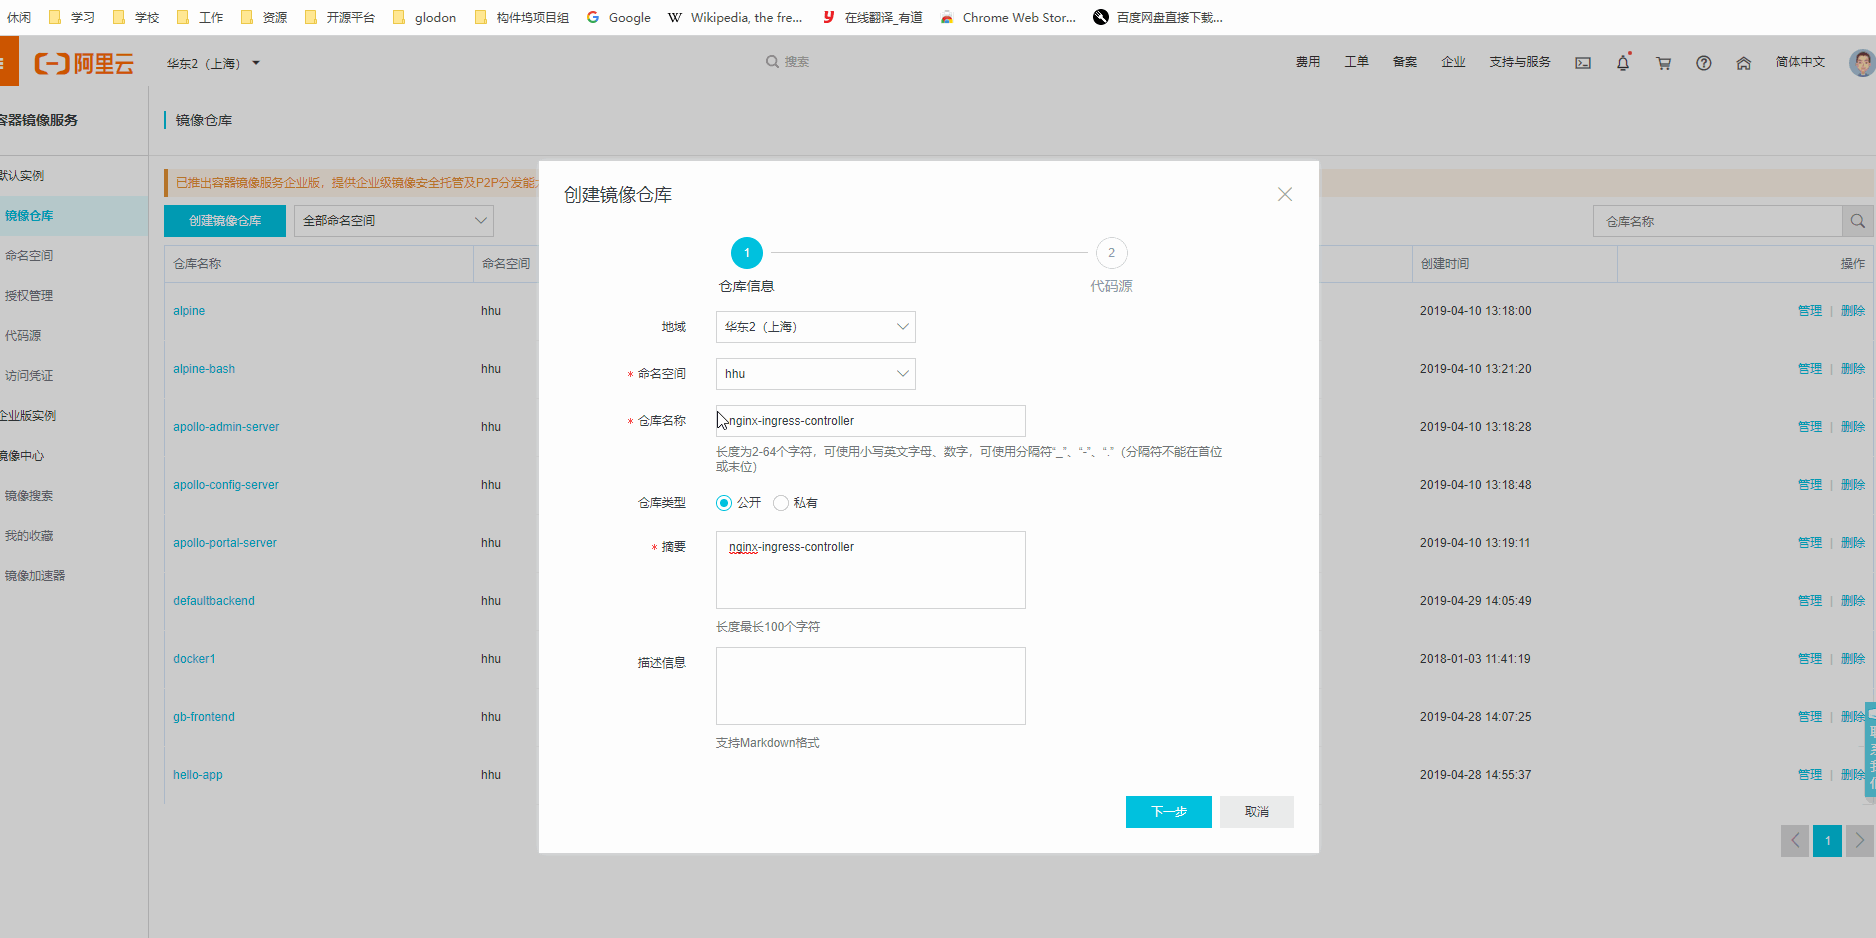 休闲 学习 学校 工作 资源 开源平台 glodon 构件坞项目组 Google Wikipedia, the fre... 在线翻译_有道 Chrome Web Stor... 百度网盘直接下载...
阿里云 华东2（上海） 搜索 费用 工单 备案 企业 支持与服务 简体中文
容器镜像服务
默认实例
镜像仓库
命名空间
授权管理
代码源
访问凭证
企业版实例
镜像中心
镜像搜索
我的收藏
镜像加速器
镜像仓库
已推出容器镜像服务企业版，提供企业级镜像安全托管及P2P分发能
创建镜像仓库 全部命名空间 仓库名称
仓库名称 命名空间 创建时间 操作
alpine hhu 2019-04-10 13:18:00 管理 | 删除
alpine-bash hhu 2019-04-10 13:21:20 管理 | 删除
apollo-admin-server hhu 2019-04-10 13:18:28 管理 | 删除
apollo-config-server hhu 2019-04-10 13:18:48 管理 | 删除
apollo-portal-server hhu 2019-04-10 13:19:11 管理 | 删除
defaultbackend hhu 2019-04-29 14:05:49 管理 | 删除
docker1 hhu 2018-01-03 11:41:19 管理 | 删除
gb-frontend hhu 2019-04-28 14:07:25 管理 | 删除
hello-app hhu 2019-04-28 14:55:37 管理 | 删除
1
创建镜像仓库
1 2
仓库信息 代码源
地域 华东2（上海）
* 命名空间 hhu
* 仓库名称 nginx-ingress-controller
长度为2-64个字符，可使用小写英文字母、数字，可使用分隔符“_”、“-”、“.”（分隔符不能在首位
或末位）
仓库类型 公开 私有
* 摘要 nginx-ingress-controller
长度最长100个字符
描述信息
支持Markdown格式
下一步 取消